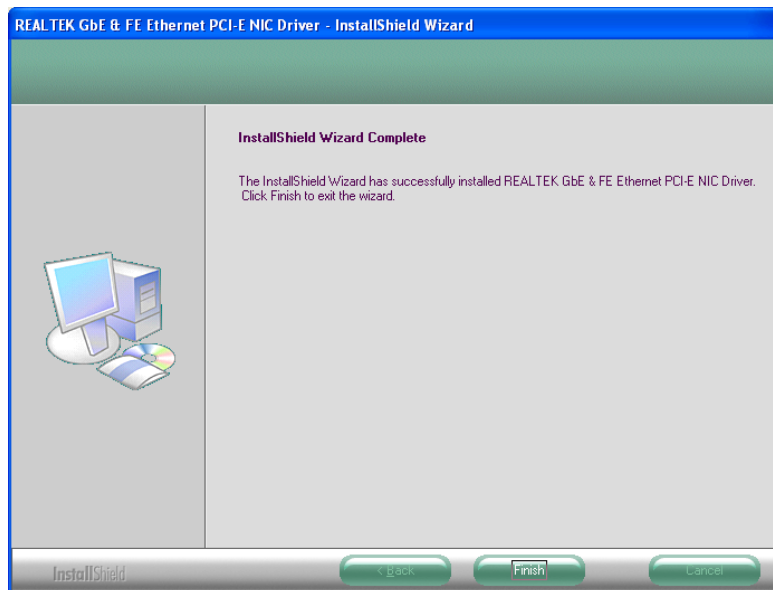 REALTEK GbE & FE Ethernet PCI-E NIC Driver - InstallShield Wizard
InstallShield Wizard Complete
The InstallShield Wizard has successfully installed REALTEK GbE & FE Ethernet PCI-E NIC Driver.
Click Finish to exit the wizard.
InstallShield
< Back
Finish
Cancel